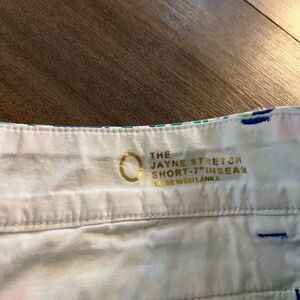 THE
JAYNE STRETCH
SHORT-7" INSEAM
MADE IN SRI LANKA